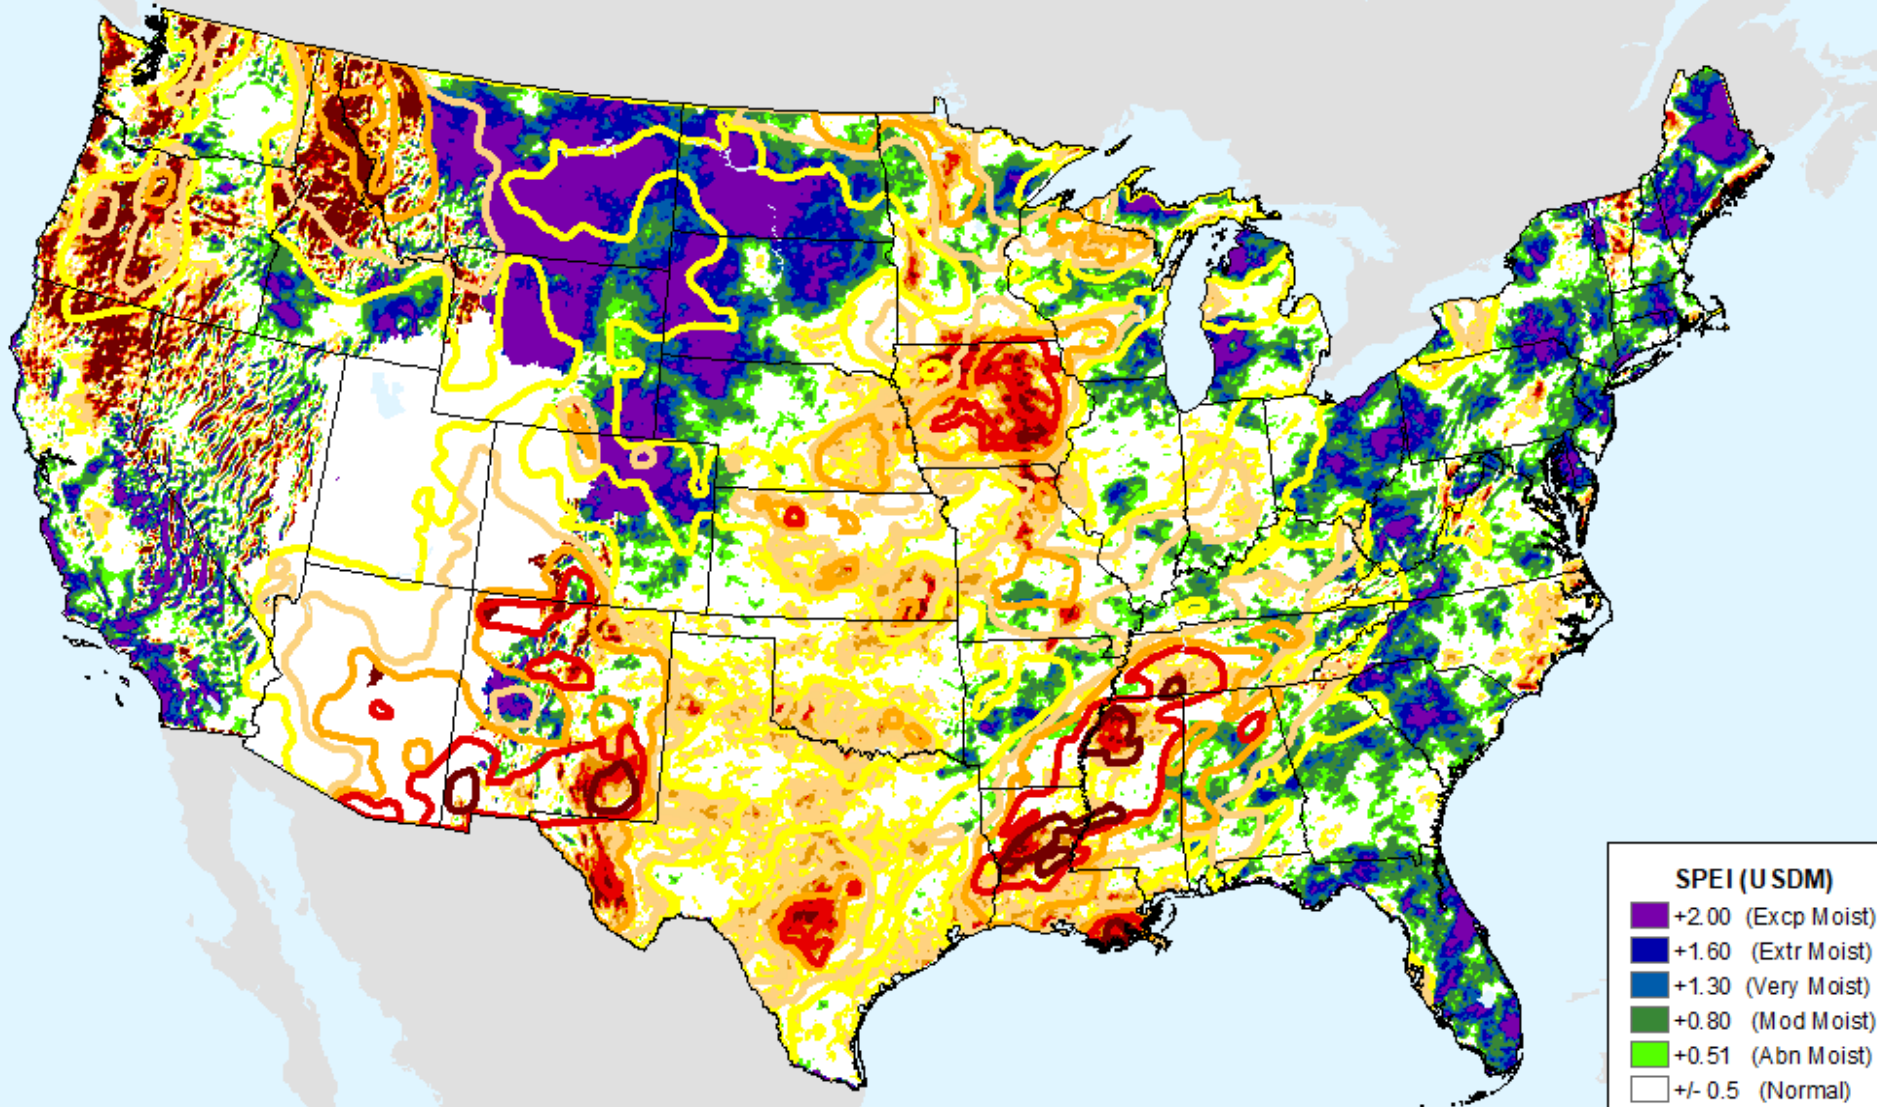 SPEI (USDM)
+2.00 (Excp Moist)
+1.60 (Extr Moist)
+1.30 (Very Moist)
+0.80 (Mod Moist)
+0.51 (Abn Moist)
+/- 0.5 (Normal)